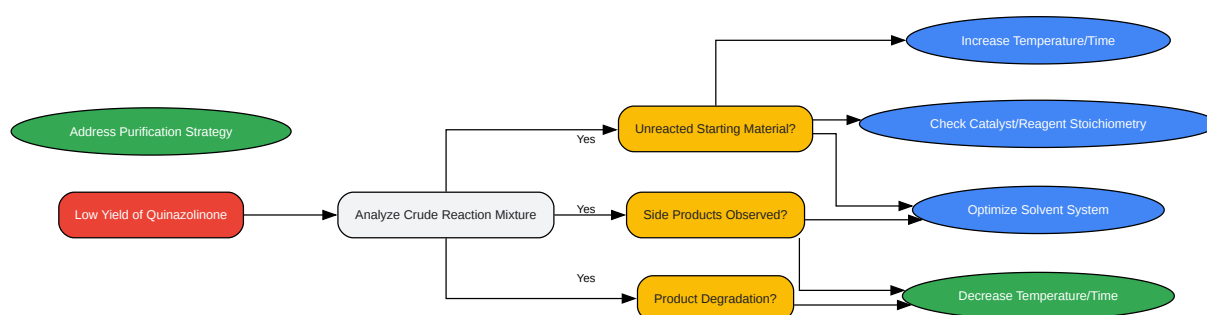 Increase Temperature/Time
Address Purification Strategy
Unreacted Starting Material?
Check Catalyst/Reagent Stoichiometry
Yes
Low Yield of Quinazolinone
Analyze Crude Reaction Mixture
Yes
Side Products Observed?
Optimize Solvent System
Yes
Product Degradation?
Decrease Temperature/Time